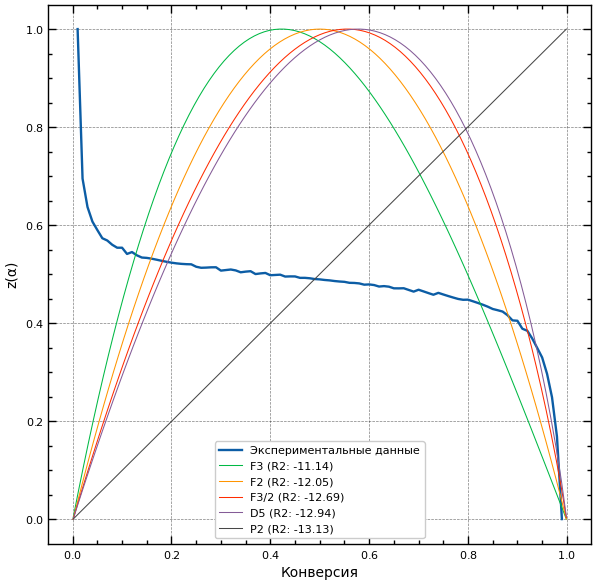 1.0
0.8
0.6
0.4
0.2
0.0
z(α)
Экспериментальные данные
F3 (R2: -11.14)
F2 (R2: -12.05)
F3/2 (R2: -12.69)
D5 (R2: -12.94)
P2 (R2: -13.13)
0.0 0.2 0.4 0.6 0.8 1.0
Конверсия